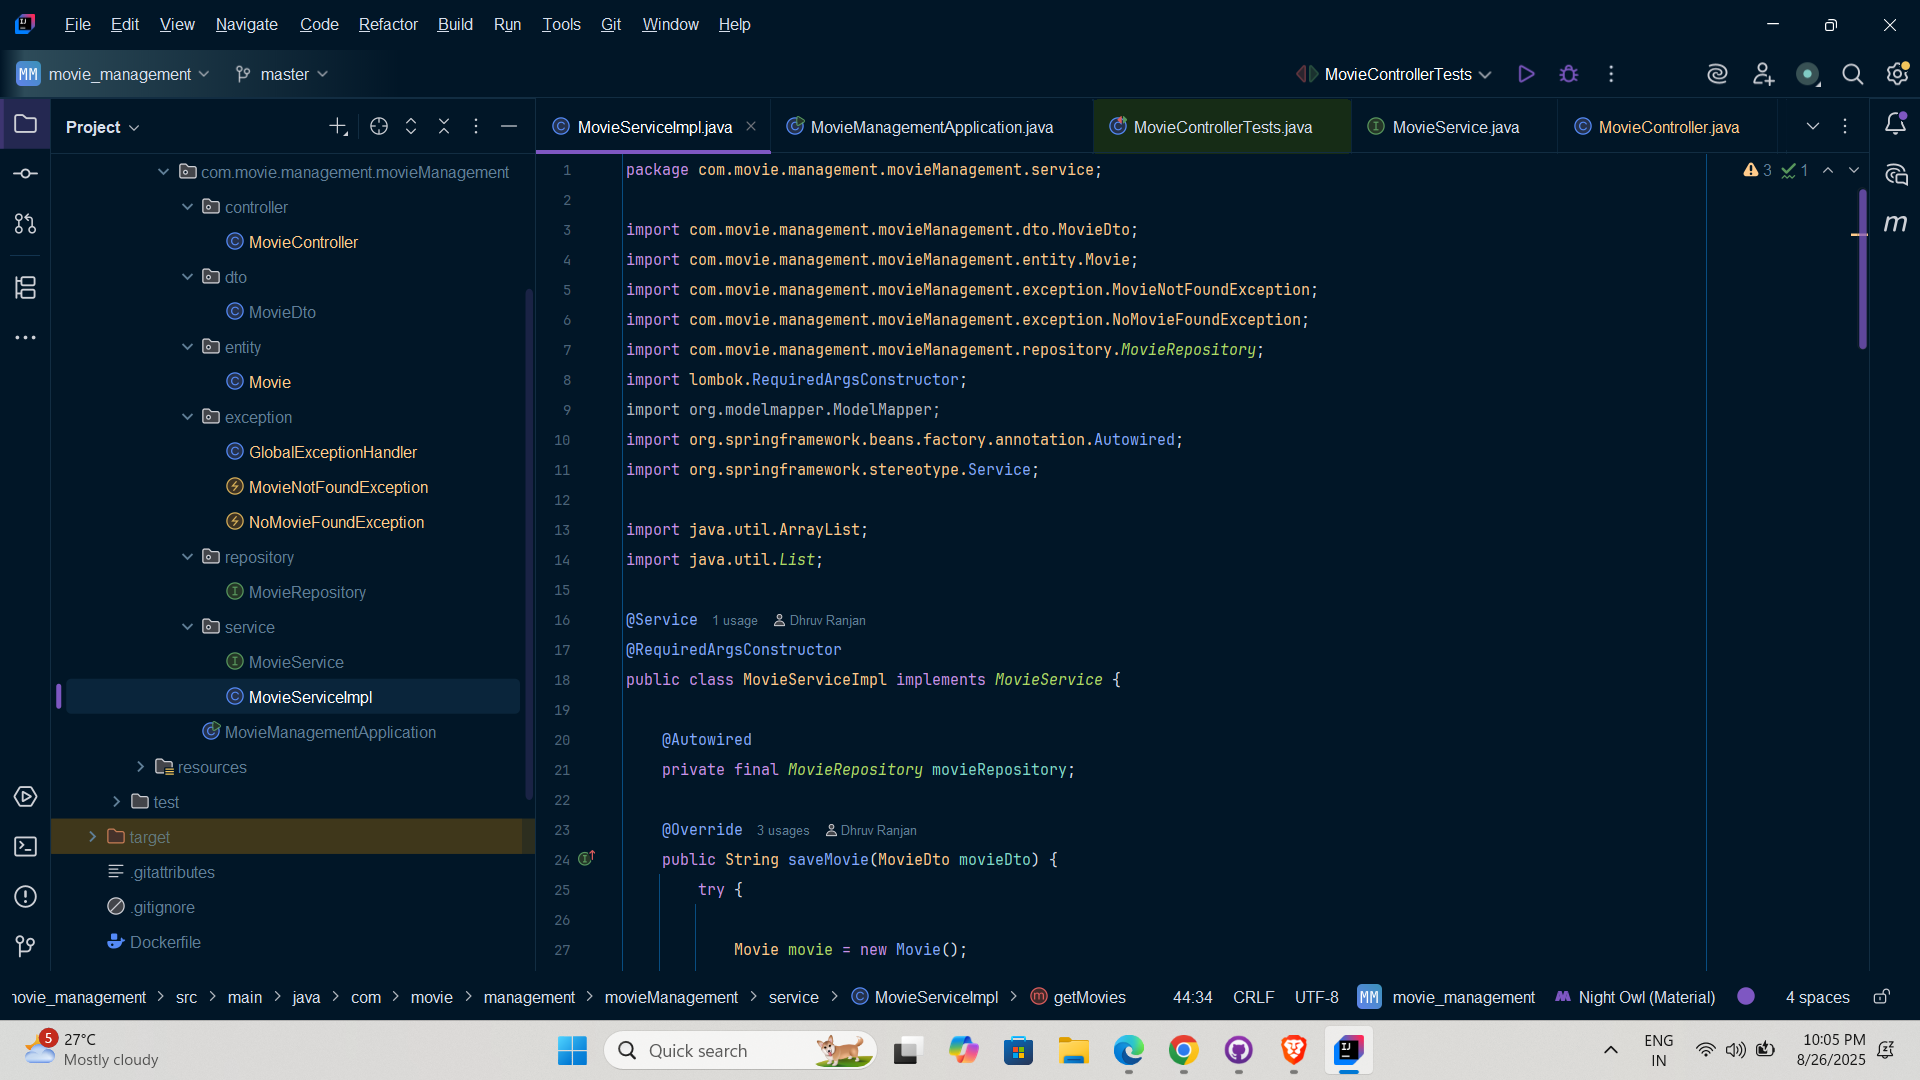 File Edit View Navigate Code Refactor Build Run Tools Git Window Help
MM movie_management master MovieControllerTests
Project
MovieServiceImpl.java MovieManagementApplication.java MovieControllerTests.java MovieService.java MovieController.java
com.movie.management.movieManagement
controller
MovieController
dto
MovieDto
entity
Movie
exception
GlobalExceptionHandler
MovieNotFoundException
NoMovieFoundException
repository
MovieRepository
service
MovieService
MovieServiceImpl
MovieManagementApplication
resources
test
target
.gitattributes
.gitignore
Dockerfile
3 1
1 package com.movie.management.movieManagement.service;
2
3 import com.movie.management.movieManagement.dto.MovieDto;
4 import com.movie.management.movieManagement.entity.Movie;
5 import com.movie.management.movieManagement.exception.MovieNotFoundException;
6 import com.movie.management.movieManagement.exception.NoMovieFoundException;
7 import com.movie.management.movieManagement.repository.MovieRepository;
8 import lombok.RequiredArgsConstructor;
9 import org.modelmapper.ModelMapper;
10 import org.springframework.beans.factory.annotation.Autowired;
11 import org.springframework.stereotype.Service;
12
13 import java.util.ArrayList;
14 import java.util.List;
15
16 @Service 1 usage Dhruv Ranjan
17 @RequiredArgsConstructor
18 public class MovieServiceImpl implements MovieService {
19
20 @Autowired
21 private final MovieRepository movieRepository;
22
23 @Override 3 usages Dhruv Ranjan
24 public String saveMovie(MovieDto movieDto) {
25 try {
26
27 Movie movie = new Movie();
m
movie_management src main java com movie management movieManagement service MovieServiceImpl getMovies 44:34 CRLF UTF-8 MM movie_management Night Owl (Material) 4 spaces
5 27°C
Mostly cloudy
Quick search
ENG
IN
10:05 PM
8/26/2025